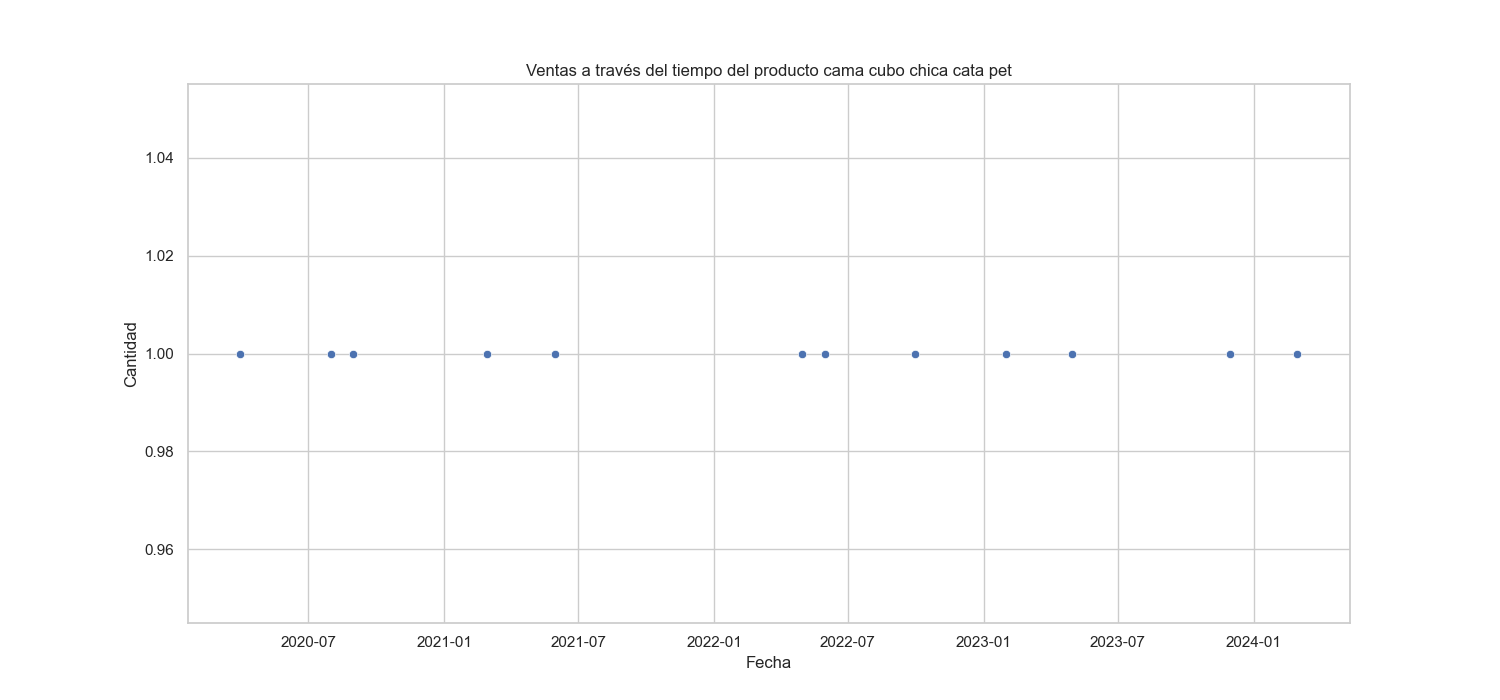 Ventas a través del tiempo del producto cama cubo chica cata pet
1.04
1.02
1.00
0.98
0.96
Cantidad
2020-07 2021-01 2021-07 2022-01 2022-07 2023-01 2023-07 2024-01
Fecha